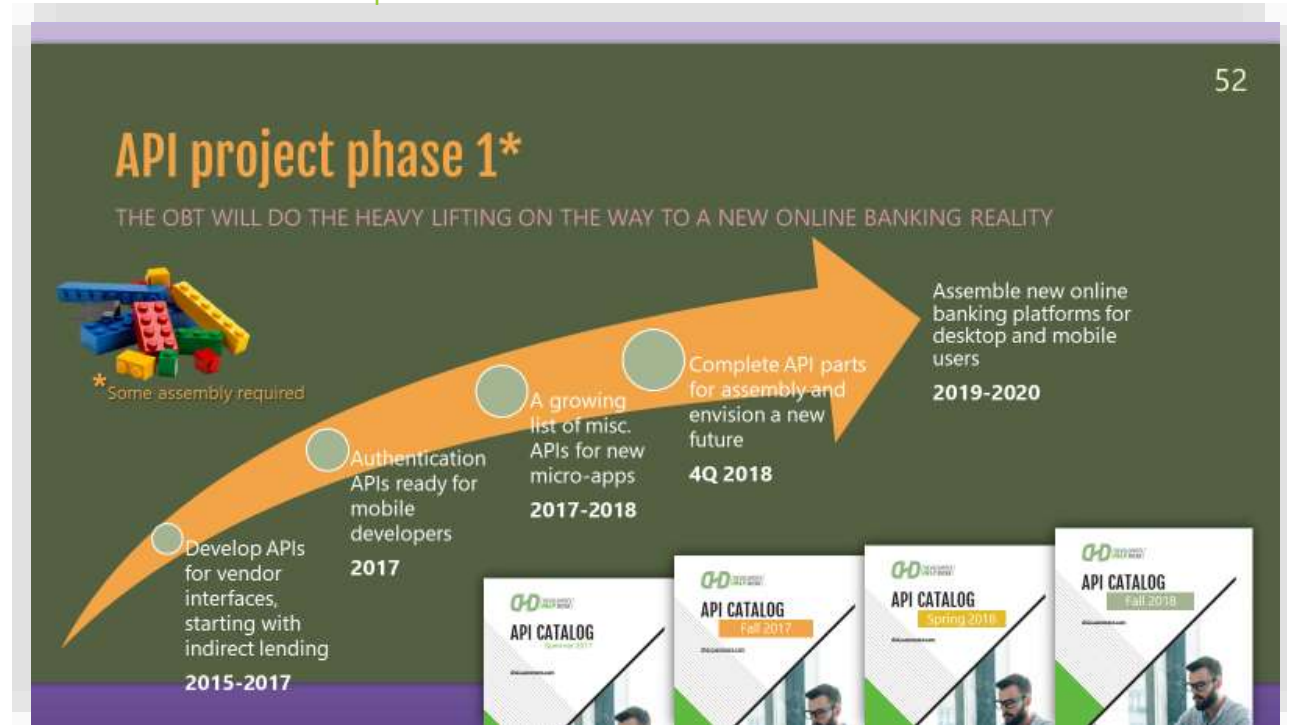 52
API project phase 1*
THE OBT WILL DO THE HEAVY LIFTING ON THE WAY TO A NEW ONLINE BANKING REALITY
*Some assembly required
Develop APIs
for vendor
interfaces,
starting with
indirect lending
2015-2017
Authentication
APIs ready for
mobile
developers
2017
A growing
list of misc.
APIs for new
micro-apps
2017-2018
Complete API parts
for assembly and
envision a new
future
4Q 2018
Assemble new online
banking platforms for
desktop and mobile
users
2019-2020
API CATALOG
Summer 2017
API CATALOG
Fall 2017
API CATALOG
Spring 2018
API CATALOG
Fall 2018